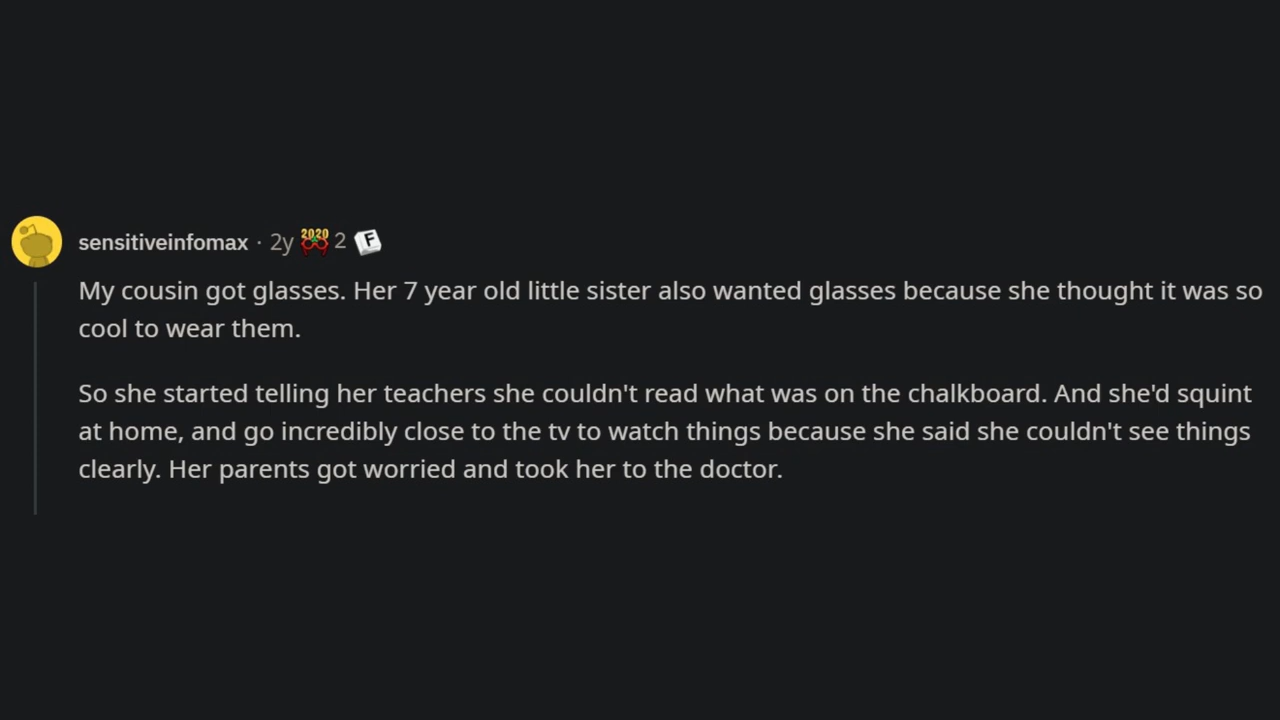 sensitiveinfomax · 2y 2020 2 F
My cousin got glasses. Her 7 year old little sister also wanted glasses because she thought it was so
cool to wear them.
So she started telling her teachers she couldn't read what was on the chalkboard. And she'd squint
at home, and go incredibly close to the tv to watch things because she said she couldn't see things
clearly. Her parents got worried and took her to the doctor.